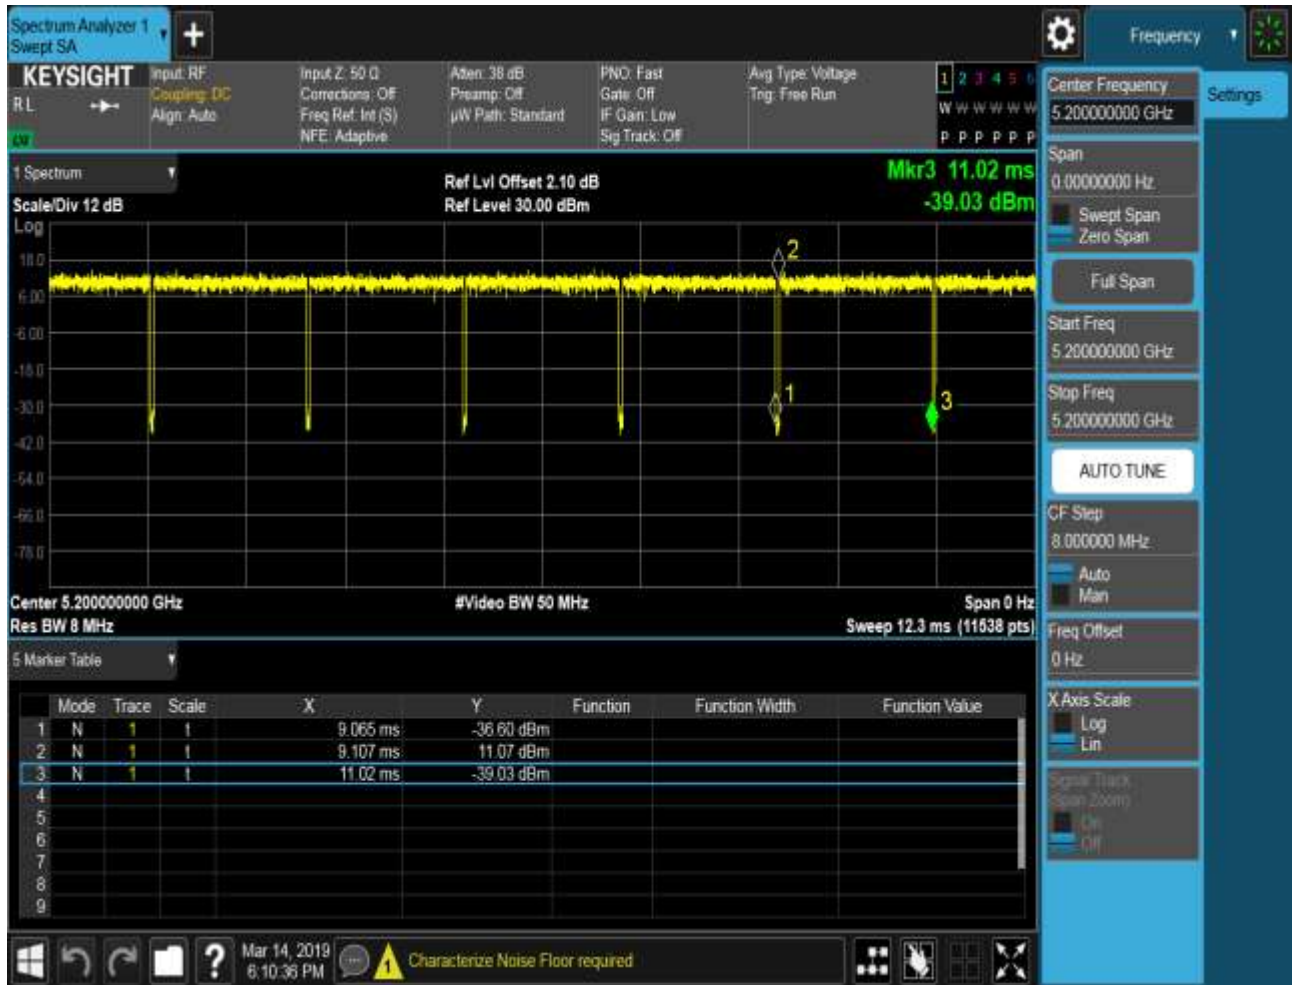 Spectrum Analyzer 1
Swept SA
Frequency
KEYSIGHT
RL
Input: RF
Coupling: DC
Align: Auto
Input Z: 50 Ω
Corrections: Off
Freq Ref: Int (S)
NFE: Adaptive
Atten: 38 dB
Preamp: Off
µW Path: Standard
PNO: Fast
Gate: Off
IF Gain: Low
Sig Track: Off
Avg Type: Voltage
Trig: Free Run
1 2 3 4 5 6
W W W W W W
P P P P P P
1 Spectrum
Scale/Div 12 dB
Ref Lvl Offset 2.10 dB
Ref Level 30.00 dBm
Mkr3 11.02 ms
-39.03 dBm
Log
18.0
6.00
-6.00
-18.0
-30.0
-42.0
-54.0
-66.0
-78.0
2
1
3
Center 5.200000000 GHz
#Video BW 50 MHz
Span 0 Hz
Res BW 8 MHz
Sweep 12.3 ms (11538 pts)
5 Marker Table
Mode Trace Scale X Y Function Function Width Function Value
1 N 1 t 9.065 ms -36.60 dBm
2 N 1 t 9.107 ms 11.07 dBm
3 N 1 t 11.02 ms -39.03 dBm
4
5
6
7
8
9
Mar 14, 2019
6:10:36 PM
?
1
Characterize Noise Floor required
Center Frequency
5.200000000 GHz
Settings
Span
0.00000000 Hz
Swept Span
Zero Span
Full Span
Start Freq
5.200000000 GHz
Stop Freq
5.200000000 GHz
AUTO TUNE
CF Step
8.000000 MHz
Auto
Man
Freq Offset
0 Hz
X Axis Scale
Log
Lin
Signal Track
(Span Zoom)
On
Off